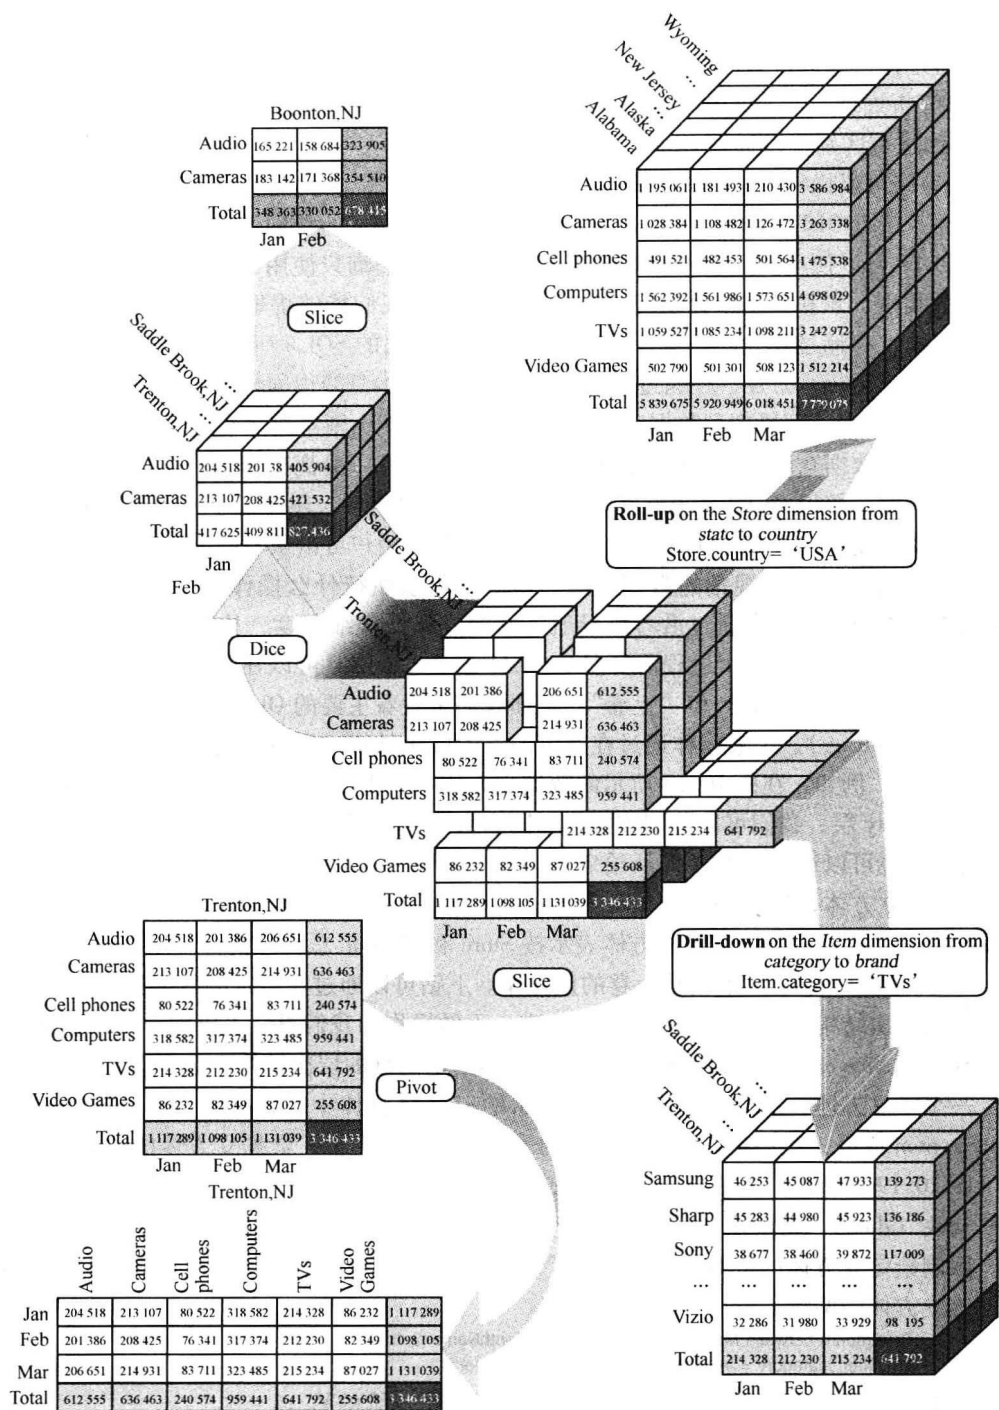 Boonton,NJ
Audio 165 221 158 684 323 905
Cameras 183 142 171 368 354 510
Total 348 363 330 052 678 415
Jan Feb
Slice
Wyoming
...
New Jersey
...
Alaska
Alabama
Audio 1 195 061 1 181 493 1 210 430 3 586 984
Cameras 1 028 384 1 108 482 1 126 472 3 263 338
Cell phones 491 521 482 453 501 564 1 475 538
Computers 1 562 392 1 561 986 1 573 651 4 698 029
TVs 1 059 527 1 085 234 1 098 211 3 242 972
Video Games 502 790 501 301 508 123 1 512 214
Total 5 839 675 5 920 949 6 018 451 7 779 075
Jan Feb Mar
...
Saddle Brook,NJ
...
Trenton,NJ
Audio 204 518 201 38 405 904
Cameras 213 107 208 425 421 532
Total 417 625 409 811 827 436
Jan
Feb
Dice
Roll-up on the Store dimension from
statc to country
Store.country= ‘USA’
...
Saddle Brook,NJ
...
Tronton,NJ
Audio 204 518 201 386 206 651 612 555
Cameras 213 107 208 425 214 931 636 463
Cell phones 80 522 76 341 83 711 240 574
Computers 318 582 317 374 323 485 959 441
TVs 214 328 212 230 215 234 641 792
Video Games 86 232 82 349 87 027 255 608
Total 1 117 289 1 098 105 1 131 039 3 346 433
Jan Feb Mar
Slice
Drill-down on the Item dimension from
category to brand
Item.category= ‘TVs’
Trenton,NJ
Audio 204 518 201 386 206 651 612 555
Cameras 213 107 208 425 214 931 636 463
Cell phones 80 522 76 341 83 711 240 574
Computers 318 582 317 374 323 485 959 441
TVs 214 328 212 230 215 234 641 792
Video Games 86 232 82 349 87 027 255 608
Total 1 117 289 1 098 105 1 131 039 3 346 433
Jan Feb Mar
Pivot
...
Saddle Brook,NJ
...
Trenton,NJ
Samsung 46 253 45 087 47 933 139 273
Sharp 45 283 44 980 45 923 136 186
Sony 38 677 38 460 39 872 117 009
... ... ... ... ...
Vizio 32 286 31 980 33 929 98 195
Total 214 328 212 230 215 234 641 792
Jan Feb Mar
Trenton,NJ
Audio Cameras Cell phones Computers TVs Video Games
Jan 204 518 213 107 80 522 318 582 214 328 86 232 1 117 289
Feb 201 386 208 425 76 341 317 374 212 230 82 349 1 098 105
Mar 206 651 214 931 83 711 323 485 215 234 87 027 1 131 039
Total 612 555 636 463 240 574 959 441 641 792 255 608 3 346 433